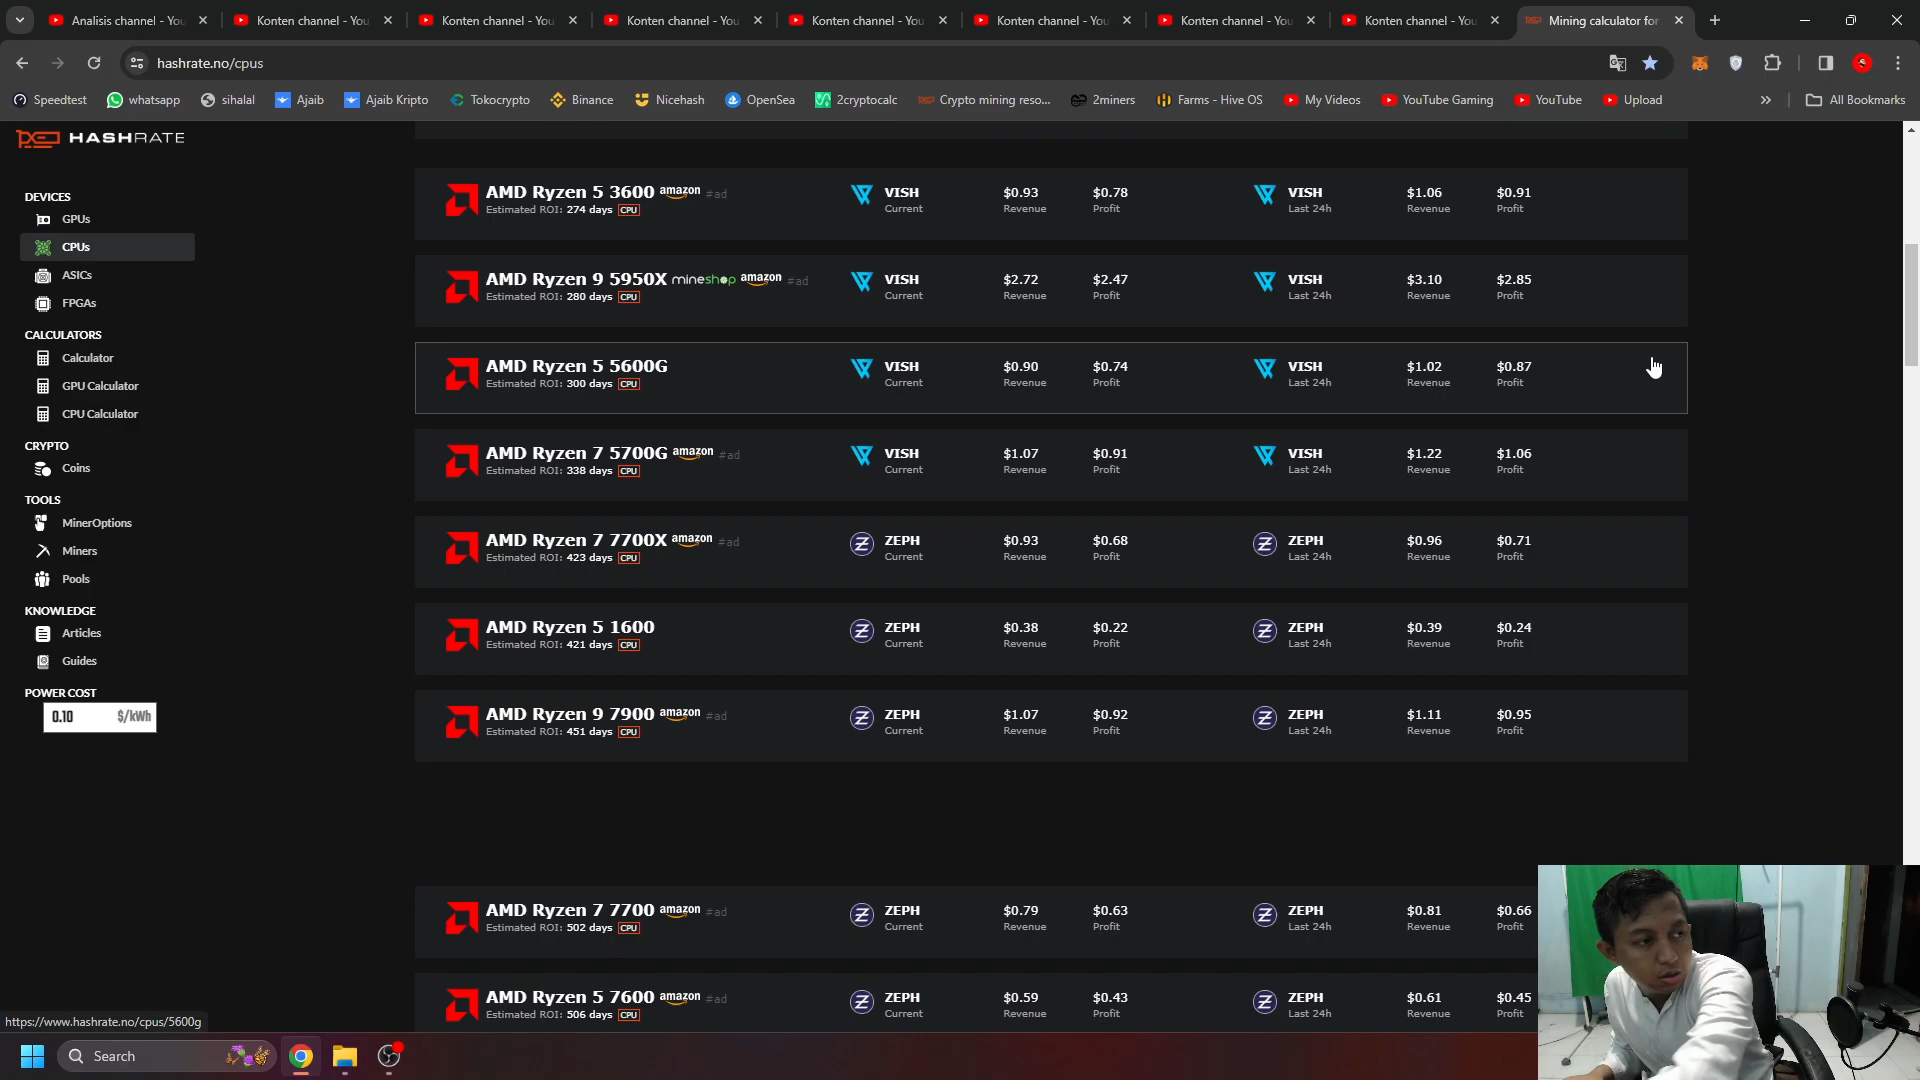 Analisis channel - You
Konten channel - You
Konten channel - You
Konten channel - You
Konten channel - You
Konten channel - You
Konten channel - You
Konten channel - You
Mining calculator for
hashrate.no/cpus
Speedtest
whatsapp
sihalal
Ajaib
Ajaib Kripto
Tokocrypto
Binance
Nicehash
OpenSea
2cryptocalc
Crypto mining reso...
2miners
Farms - Hive OS
My Videos
YouTube Gaming
YouTube
Upload
»
All Bookmarks
HASHRATE
DEVICES
GPUs
CPUs
ASICs
FPGAs
CALCULATORS
Calculator
GPU Calculator
CPU Calculator
CRYPTO
Coins
TOOLS
MinerOptions
Miners
Pools
KNOWLEDGE
Articles
Guides
POWER COST
0.10 $/kWh
AMD Ryzen 5 3600 amazon #ad
Estimated ROI: 274 days CPU
VISH $0.93 $0.78 VISH $1.06 $0.91
Current Revenue Profit Last 24h Revenue Profit
AMD Ryzen 9 5950X mineshop amazon #ad
Estimated ROI: 280 days CPU
VISH $2.72 $2.47 VISH $3.10 $2.85
Current Revenue Profit Last 24h Revenue Profit
AMD Ryzen 5 5600G
Estimated ROI: 300 days CPU
VISH $0.90 $0.74 VISH $1.02 $0.87
Current Revenue Profit Last 24h Revenue Profit
AMD Ryzen 7 5700G amazon #ad
Estimated ROI: 338 days CPU
VISH $1.07 $0.91 VISH $1.22 $1.06
Current Revenue Profit Last 24h Revenue Profit
AMD Ryzen 7 7700X amazon #ad
Estimated ROI: 423 days CPU
ZEPH $0.93 $0.68 ZEPH $0.96 $0.71
Current Revenue Profit Last 24h Revenue Profit
AMD Ryzen 5 1600
Estimated ROI: 421 days CPU
ZEPH $0.38 $0.22 ZEPH $0.39 $0.24
Current Revenue Profit Last 24h Revenue Profit
AMD Ryzen 9 7900 amazon #ad
Estimated ROI: 451 days CPU
ZEPH $1.07 $0.92 ZEPH $1.11 $0.95
Current Revenue Profit Last 24h Revenue Profit
AMD Ryzen 7 7700 amazon #ad
Estimated ROI: 502 days CPU
ZEPH $0.79 $0.63 ZEPH $0.81 $0.66
Current Revenue Profit Last 24h Revenue Profit
AMD Ryzen 5 7600 amazon #ad
Estimated ROI: 506 days CPU
ZEPH $0.59 $0.43 ZEPH $0.61 $0.45
Current Revenue Profit Last 24h Revenue Profit
https://www.hashrate.no/cpus/5600g
Search